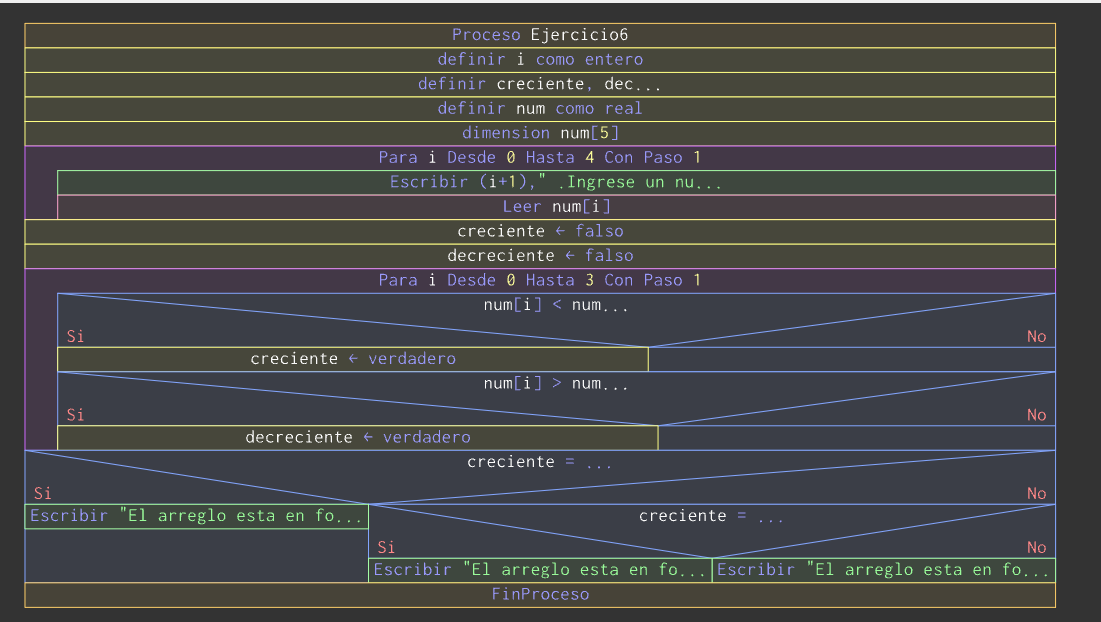 Proceso Ejercicio6
definir i como entero
definir creciente, dec...
definir num como real
dimension num[5]
Para i Desde 0 Hasta 4 Con Paso 1
Escribir (i+1)," .Ingrese un nu...
Leer num[i]
creciente ← falso
decreciente ← falso
Para i Desde 0 Hasta 3 Con Paso 1
num[i] < num...
Si No
creciente ← verdadero
num[i] > num...
Si No
decreciente ← verdadero
creciente = ...
Si No
Escribir "El arreglo esta en fo... creciente = ...
Si No
Escribir "El arreglo esta en fo... Escribir "El arreglo esta en fo...
FinProceso